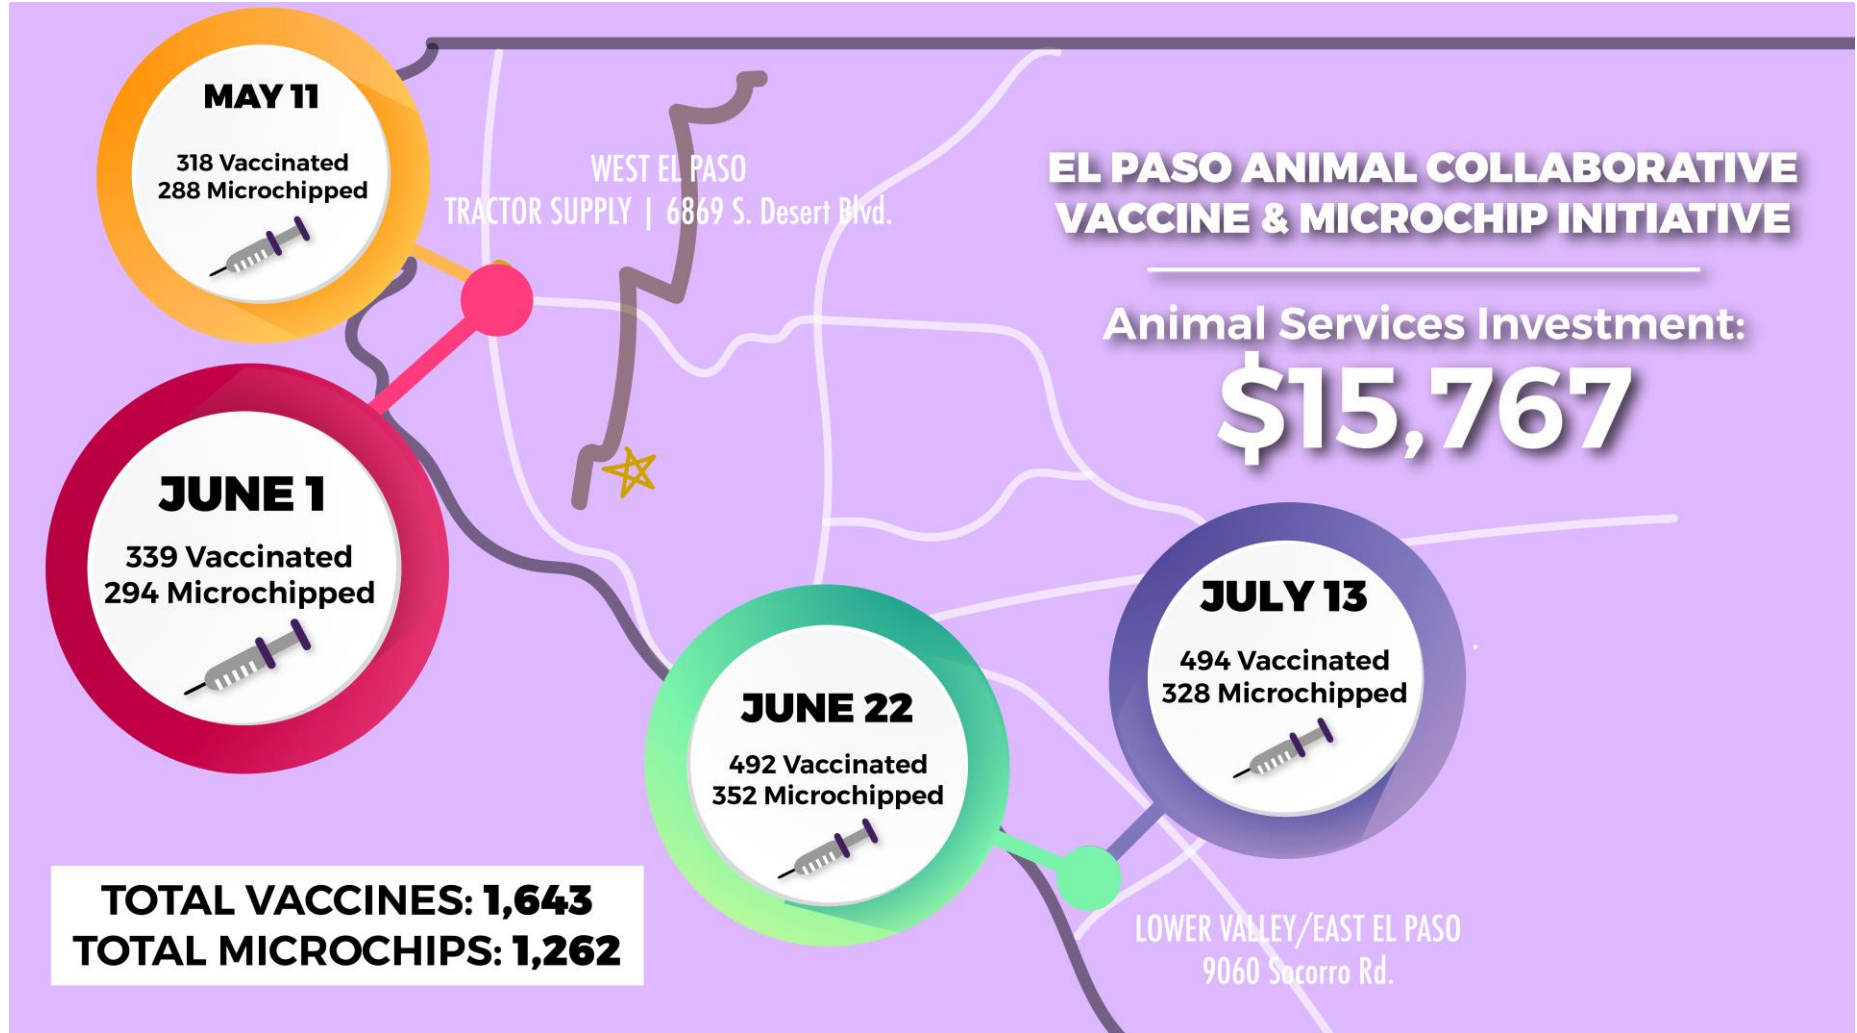 MAY 11
318 Vaccinated
288 Microchipped
WEST EL PASO
TRACTOR SUPPLY | 6869 S. Desert Blvd.
EL PASO ANIMAL COLLABORATIVE
VACCINE & MICROCHIP INITIATIVE
Animal Services Investment:
$15,767
JUNE 1
339 Vaccinated
294 Microchipped
JUNE 22
492 Vaccinated
352 Microchipped
JULY 13
494 Vaccinated
328 Microchipped
LOWER VALLEY/EAST EL PASO
9060 Socorro Rd.
TOTAL VACCINES: 1,643
TOTAL MICROCHIPS: 1,262